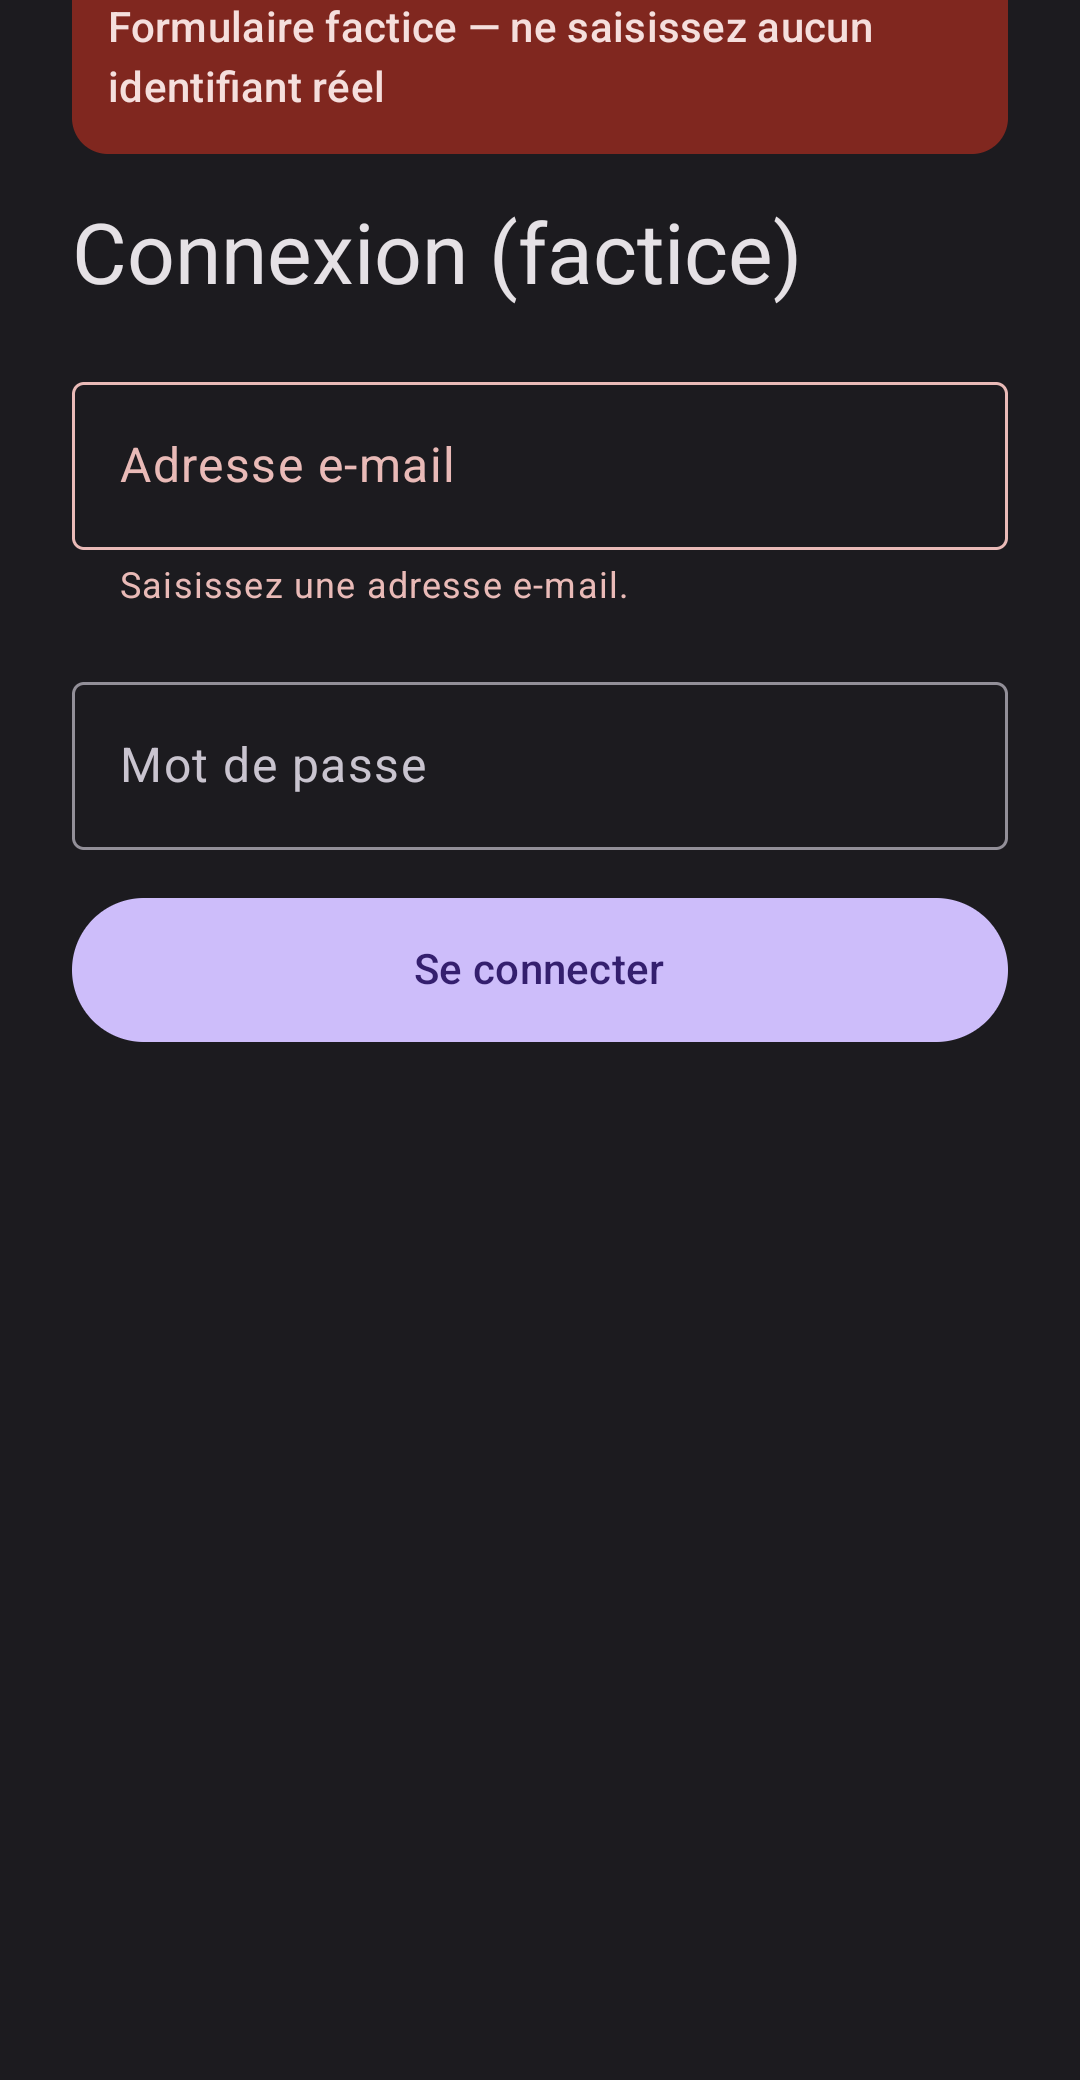 Formulaire factice — ne saisissez aucun
identifiant réel
Connexion (factice)
Adresse e-mail
Saisissez une adresse e-mail.
Mot de passe
Se connecter